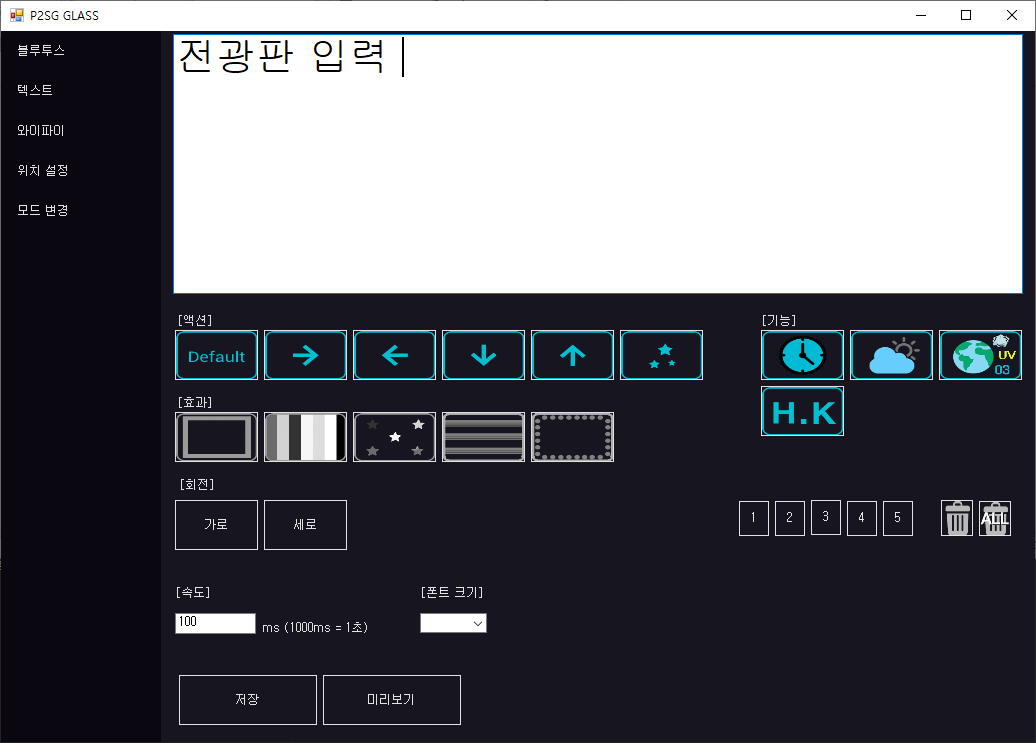 P2SG GLASS
블루투스
텍스트
와이파이
위치 설정
모드 변경
전광판 입력
[액션]
Default
[기능]
UV
03
H.K
[효과]
[회전]
가로 세로
1 2 3 4 5 ALL
[속도] [폰트 크기]
100 ms (1000ms = 1초)
저장 미리보기